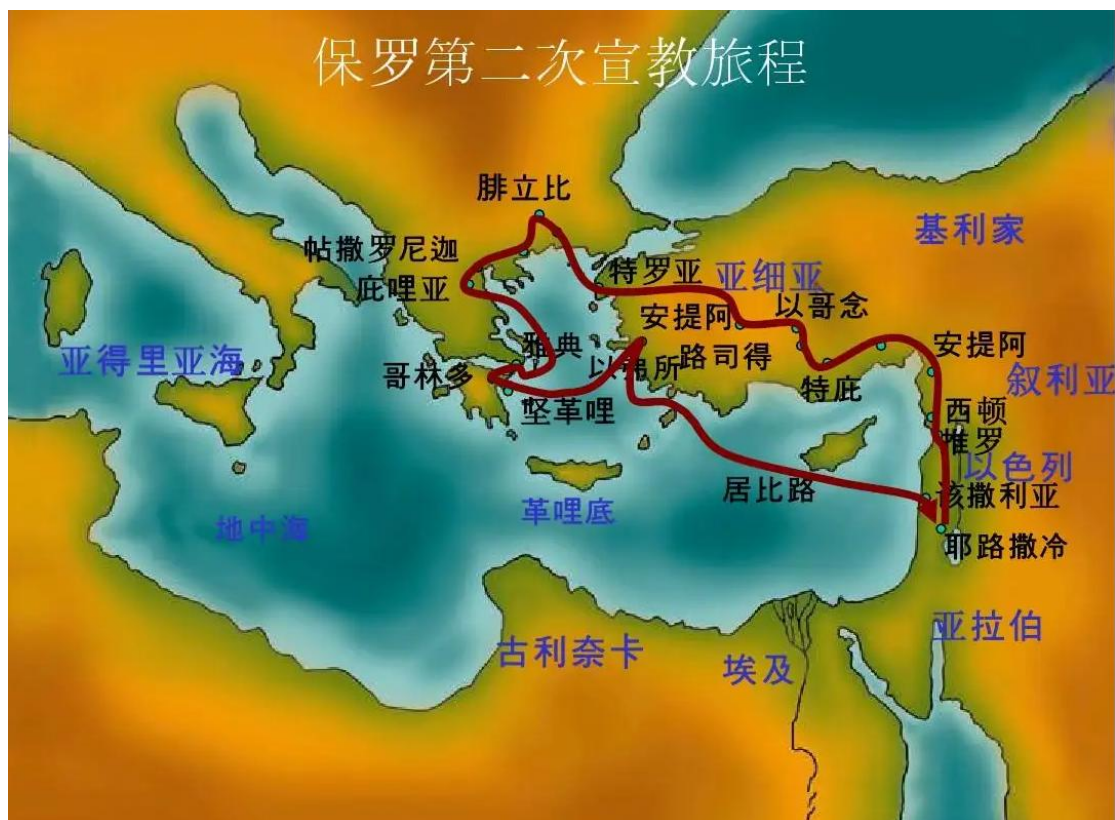 保罗第二次宣教旅程
腓立比
基利家
帖撒罗尼迦
特罗亚
亚细亚
庇哩亚
安提阿
以哥念
雅典
亚得里亚海
哥林多
以弗所
路司得
安提阿
特庇
叙利亚
坚革哩
西顿
推罗
以色列
居比路
该撒利亚
革哩底
地中海
耶路撒冷
亚拉伯
古利奈卡
埃及